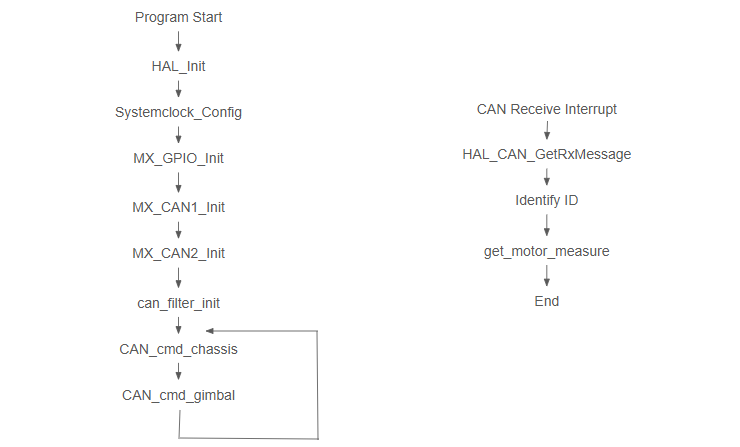 Program Start
HAL_Init
Systemclock_Config
MX_GPIO_Init
MX_CAN1_Init
MX_CAN2_Init
can_filter_init
CAN_cmd_chassis
CAN_cmd_gimbal
CAN Receive Interrupt
HAL_CAN_GetRxMessage
Identify ID
get_motor_measure
End